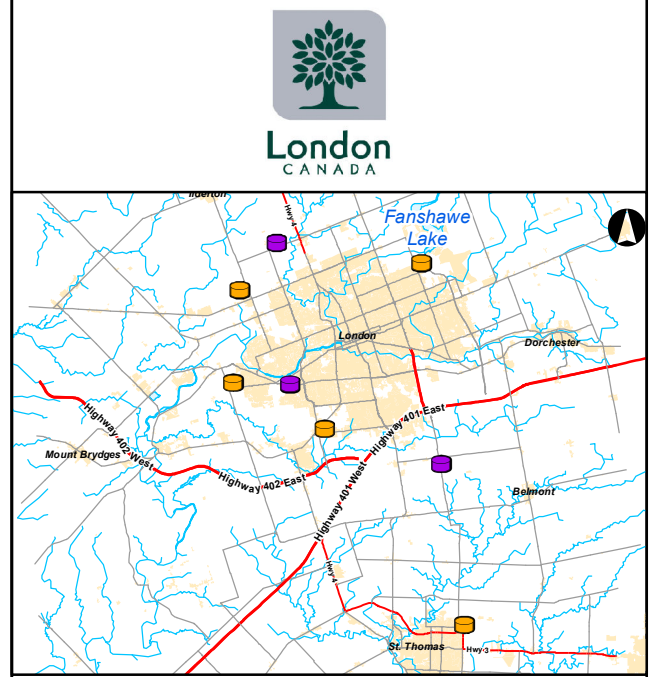 London
CANADA
Ilderton
Hwy 4
Fanshawe
Lake
London
Dorchester
Highway 401 East
Highway 402 West
Mount Brydges
Highway 402 East
Highway 401 West
Belmont
Hwy 4
St. Thomas
Hwy 3